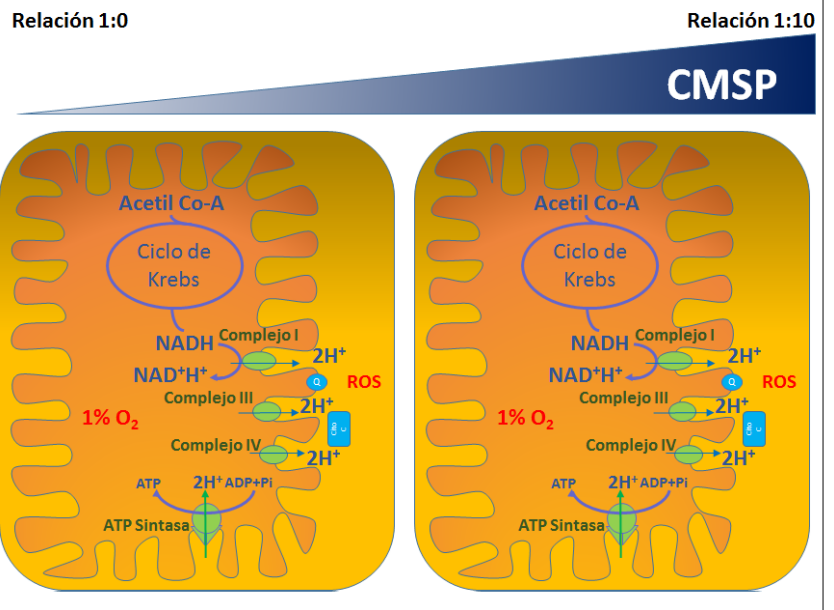 Relación 1:0
Relación 1:10
CMSP
Acetil Co-A
Ciclo de
Krebs
NADH
Complejo I
2H⁺
NAD⁺H⁺
Q
ROS
Complejo III
2H⁺
1% O₂
Cito
C
Complejo IV
2H⁺
ATP
2H⁺
ADP+Pi
ATP Sintasa
Acetil Co-A
Ciclo de
Krebs
NADH
Complejo I
2H⁺
NAD⁺H⁺
Q
ROS
Complejo III
2H⁺
1% O₂
Cito
C
Complejo IV
2H⁺
ATP
2H⁺
ADP+Pi
ATP Sintasa